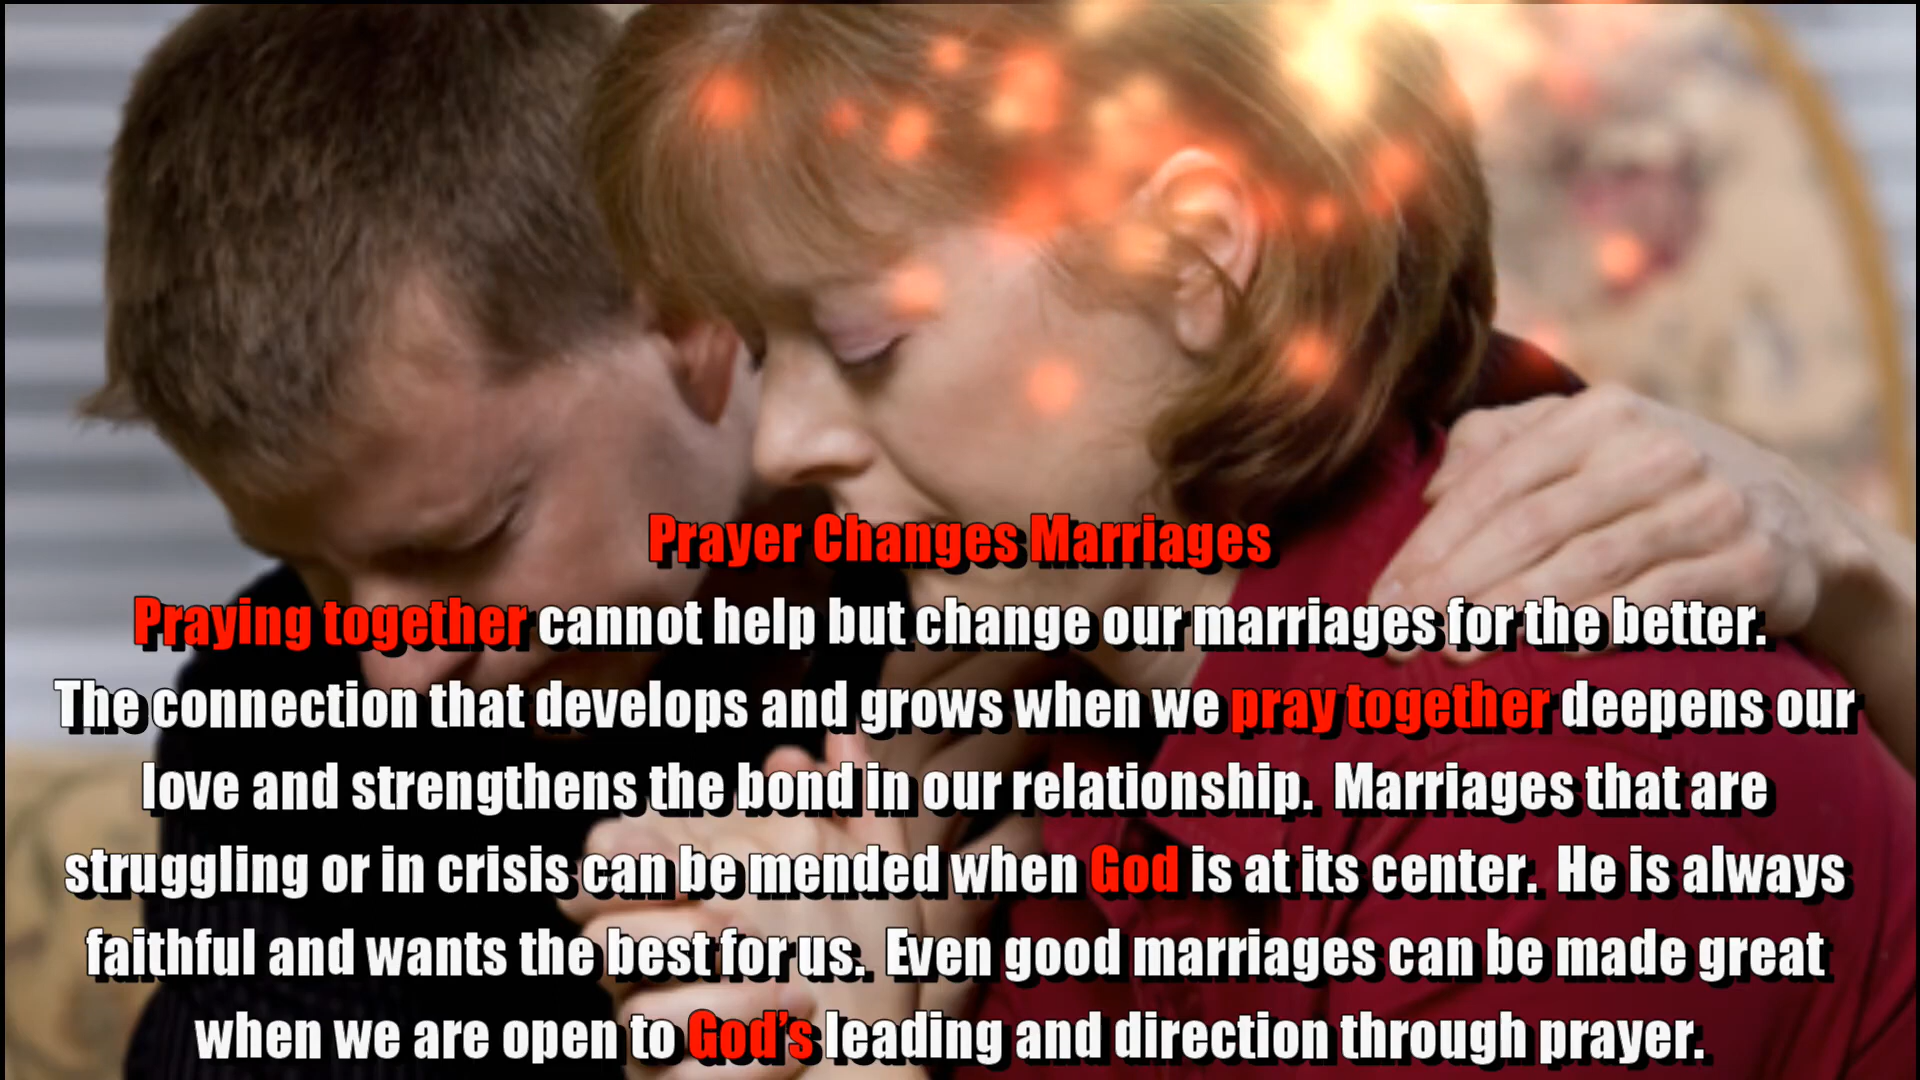 Prayer Changes Marriages
Praying together cannot help but change our marriages for the better.
The connection that develops and grows when we pray together deepens our
love and strengthens the bond in our relationship.  Marriages that are
struggling or in crisis can be mended when God is at its center.  He is always
faithful and wants the best for us.  Even good marriages can be made great
when we are open to God’s leading and direction through prayer.